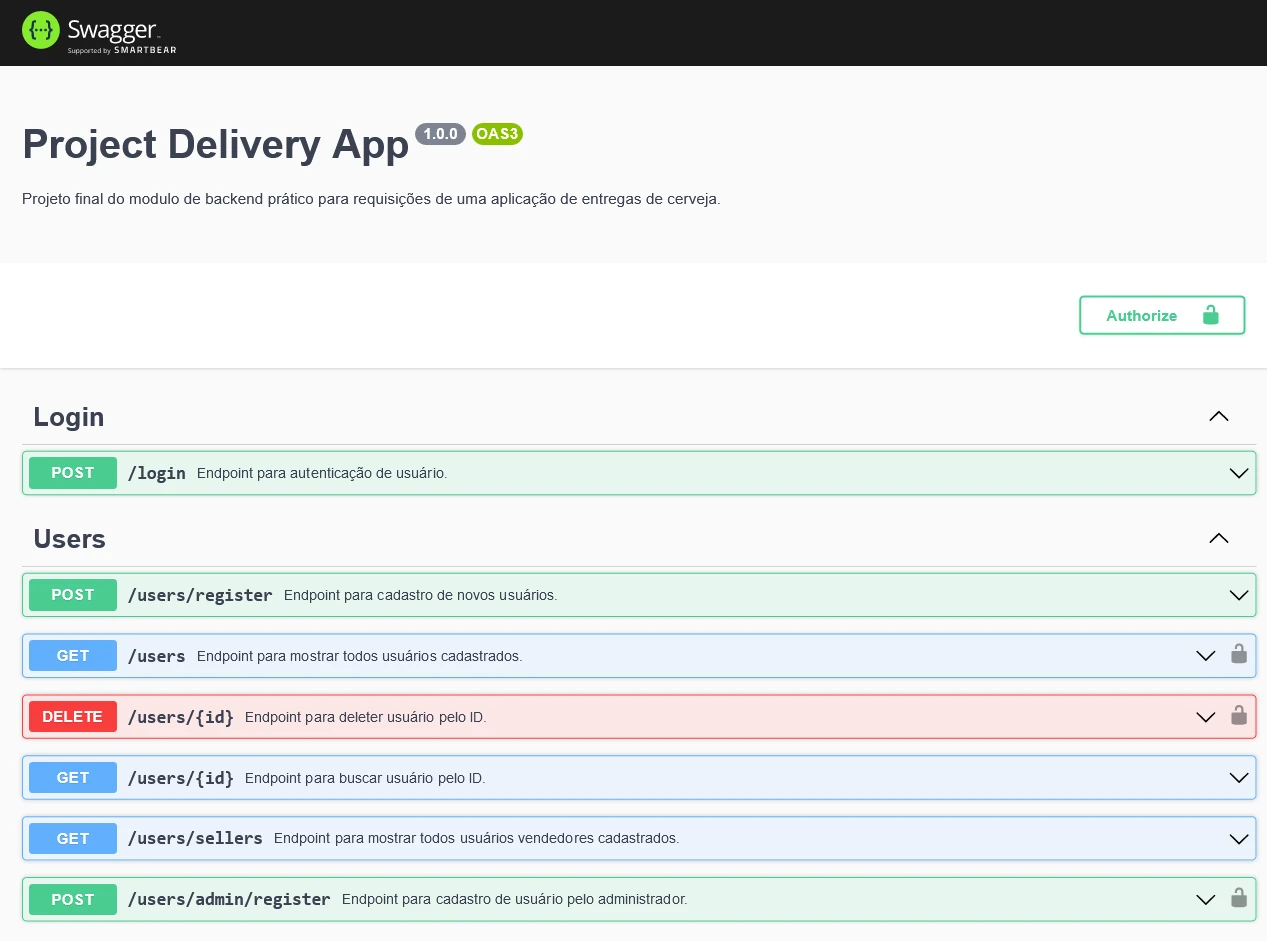 Swagger
Supported by SMARTBEAR
Project Delivery App 1.0.0 OAS3
Projeto final do modulo de backend prático para requisições de uma aplicação de entregas de cerveja.
Authorize
Login
POST /login Endpoint para autenticação de usuário.
Users
POST /users/register Endpoint para cadastro de novos usuários.
GET /users Endpoint para mostrar todos usuários cadastrados.
DELETE /users/{id} Endpoint para deleter usuário pelo ID.
GET /users/{id} Endpoint para buscar usuário pelo ID.
GET /users/sellers Endpoint para mostrar todos usuários vendedores cadastrados.
POST /users/admin/register Endpoint para cadastro de usuário pelo administrador.